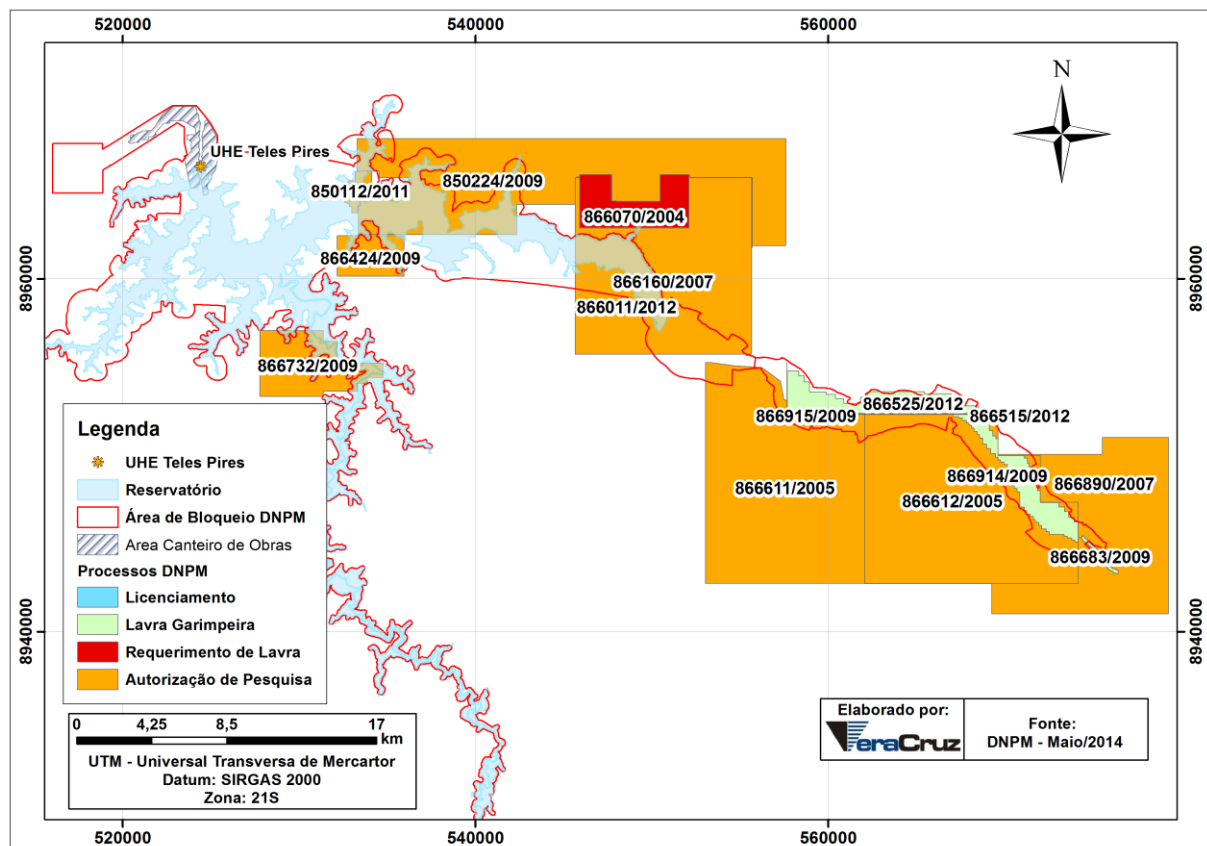 520000
540000
560000
N
UHE Teles Pires
850112/2011
850224/2009
866070/2004
866424/2009
8960000
8960000
866160/2007
866011/2012
866732/2009
866915/2009
866525/2012
866515/2012
866914/2009
866890/2007
866611/2005
866612/2005
866683/2009
Legenda
UHE Teles Pires
Reservatório
Área de Bloqueio DNPM
Area Canteiro de Obras
Processos DNPM
Licenciamento
Lavra Garimpeira
Requerimento de Lavra
Autorização de Pesquisa
8940000
8940000
0 4,25 8,5 17
km
UTM - Universal Transversa de Mercartor
Datum: SIRGAS 2000
Zona: 21S
Elaborado por:
VeraCruz
Fonte:
DNPM - Maio/2014
520000
540000
560000